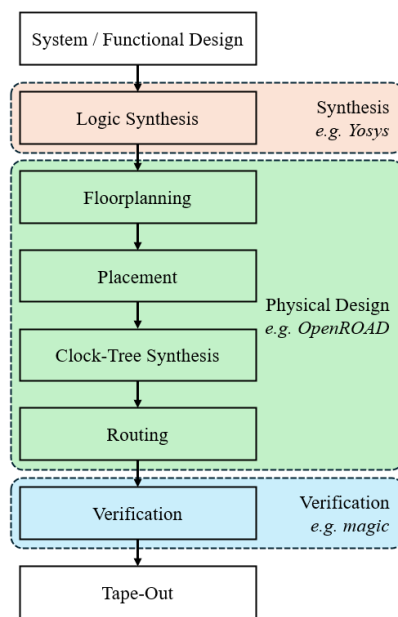 System / Functional Design
Logic Synthesis
Synthesis
e.g. Yosys
Floorplanning
Placement
Clock-Tree Synthesis
Routing
Physical Design
e.g. OpenROAD
Verification
Verification
e.g. magic
Tape-Out